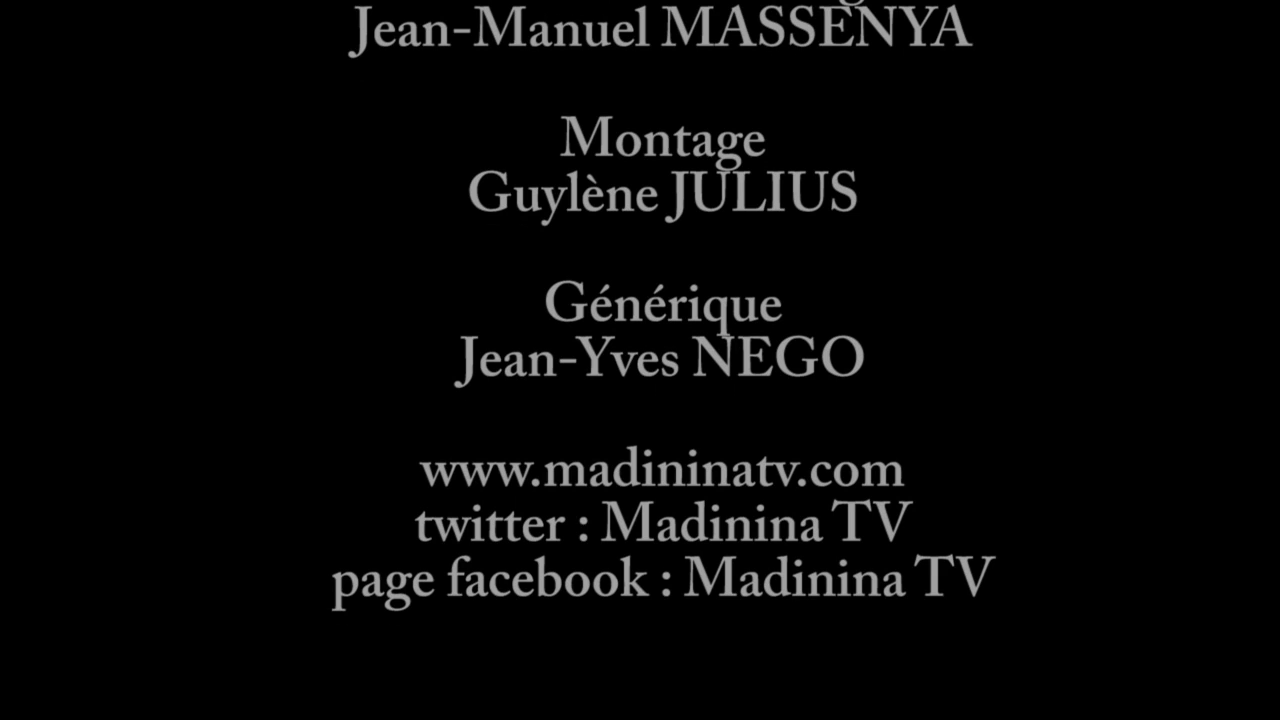 Jean-Manuel MASSENYA
Montage
Guylène JULIUS
Générique
Jean-Yves NEGO
www.madininatv.com
twitter : Madinina TV
page facebook : Madinina TV